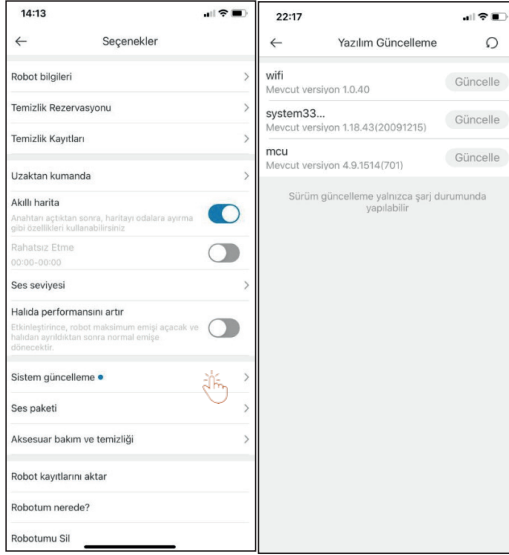 14:13
Seçenekler
Robot bilgileri
Temizlik Rezervasyonu
Temizlik Kayıtları
Uzaktan kumanda
Akıllı harita
Anahtarı açtıktan sonra, haritayı odalara ayırma
gibi özellikleri kullanabilirsiniz
Rahatsız Etme
00:00-00:00
Ses seviyesi
Halıda performansını artır
Etkinleştirince, robot maksimum emişi açacak ve
halıdan ayrıldıktan sonra normal emişe
dönecektir.
Sistem güncelleme
Ses paketi
Aksesuar bakım ve temizliği
Robot kayıtlarını aktar
Robotum nerede?
Robotumu Sil
22:17
Yazılım Güncelleme
wifi
Mevcut versiyon 1.0.40
Güncelle
system33...
Mevcut versiyon 1.18.43(20091215)
Güncelle
mcu
Mevcut versiyon 4.9.1514(701)
Güncelle
Sürüm güncelleme yalnızca şarj durumunda
yapılabilir